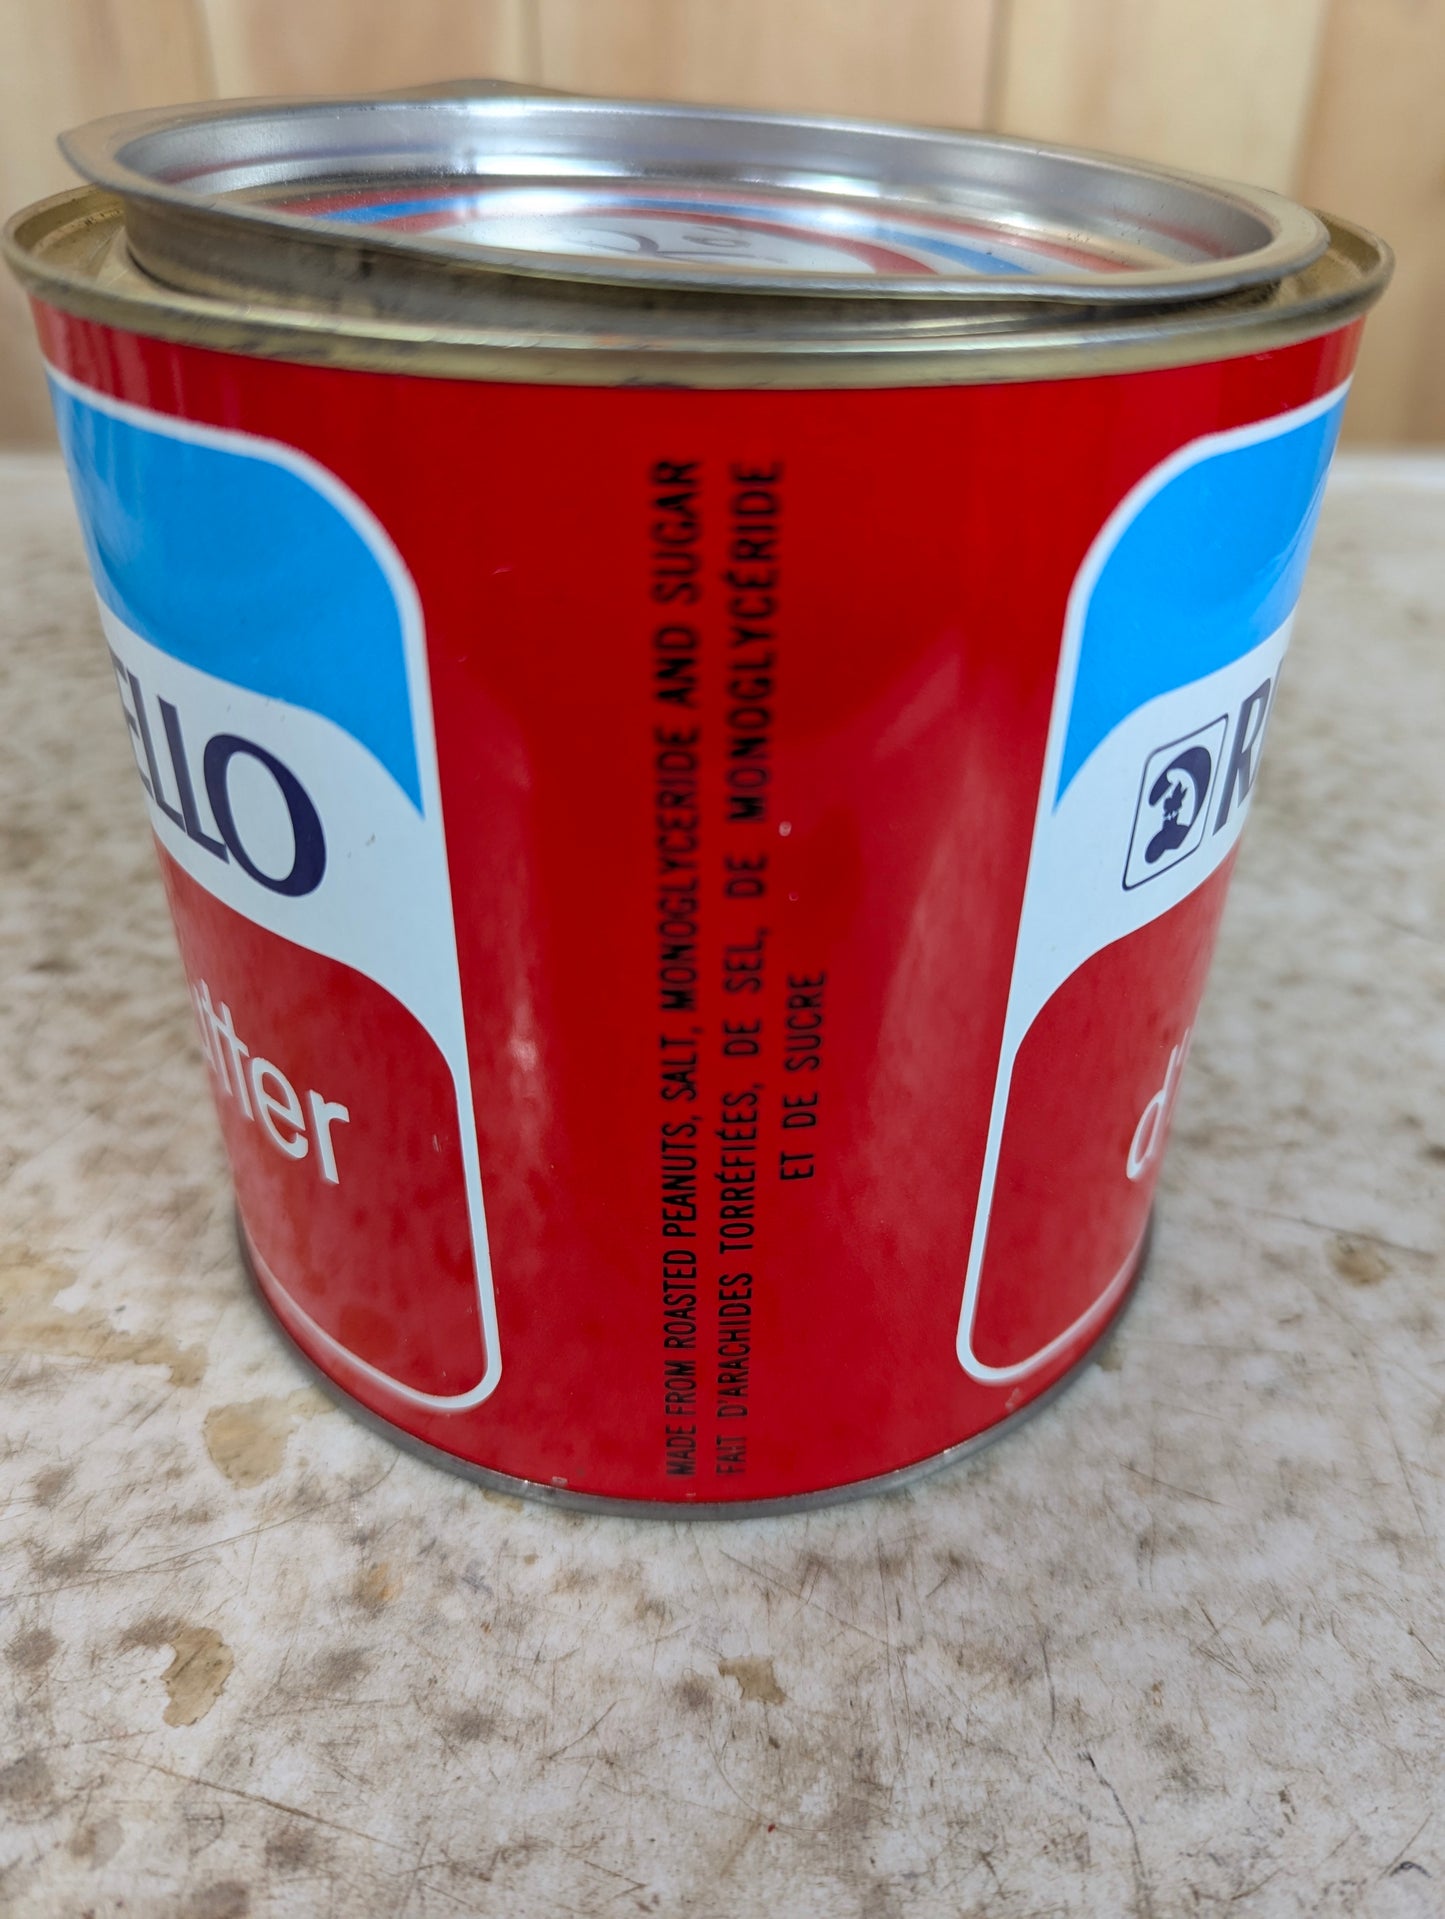 ELLO
tter
MADE FROM ROASTED PEANUTS, SALT, MONOGLYCERIDE AND SUGAR
FAIT D'ARACHIDES TORRÉFIÉES, DE SEL, DE MONOGLYCÉRIDE
ET DE SUCRE
R
d'